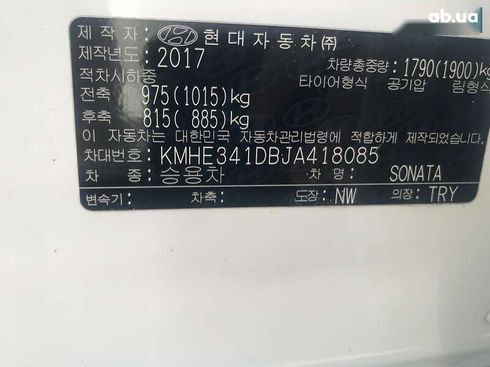 ab.ua
제 작 자 : 현대자동차㈜
제작년도 : 2017 차량총중량 : 1790(1900)kg
적차시하중 타이어형식 공기압 림형식
전축 : 975(1015)kg
후축 : 815( 885)kg
이 자동차는 대한민국 자동차관리법령에 적합하게 제작되었습니다.
차대번호 : KMHE341DBJA418085
차 종 : 승용차 차 명 : SONATA
변속기 : 차축 : 도장 : NW 의장 : TRY